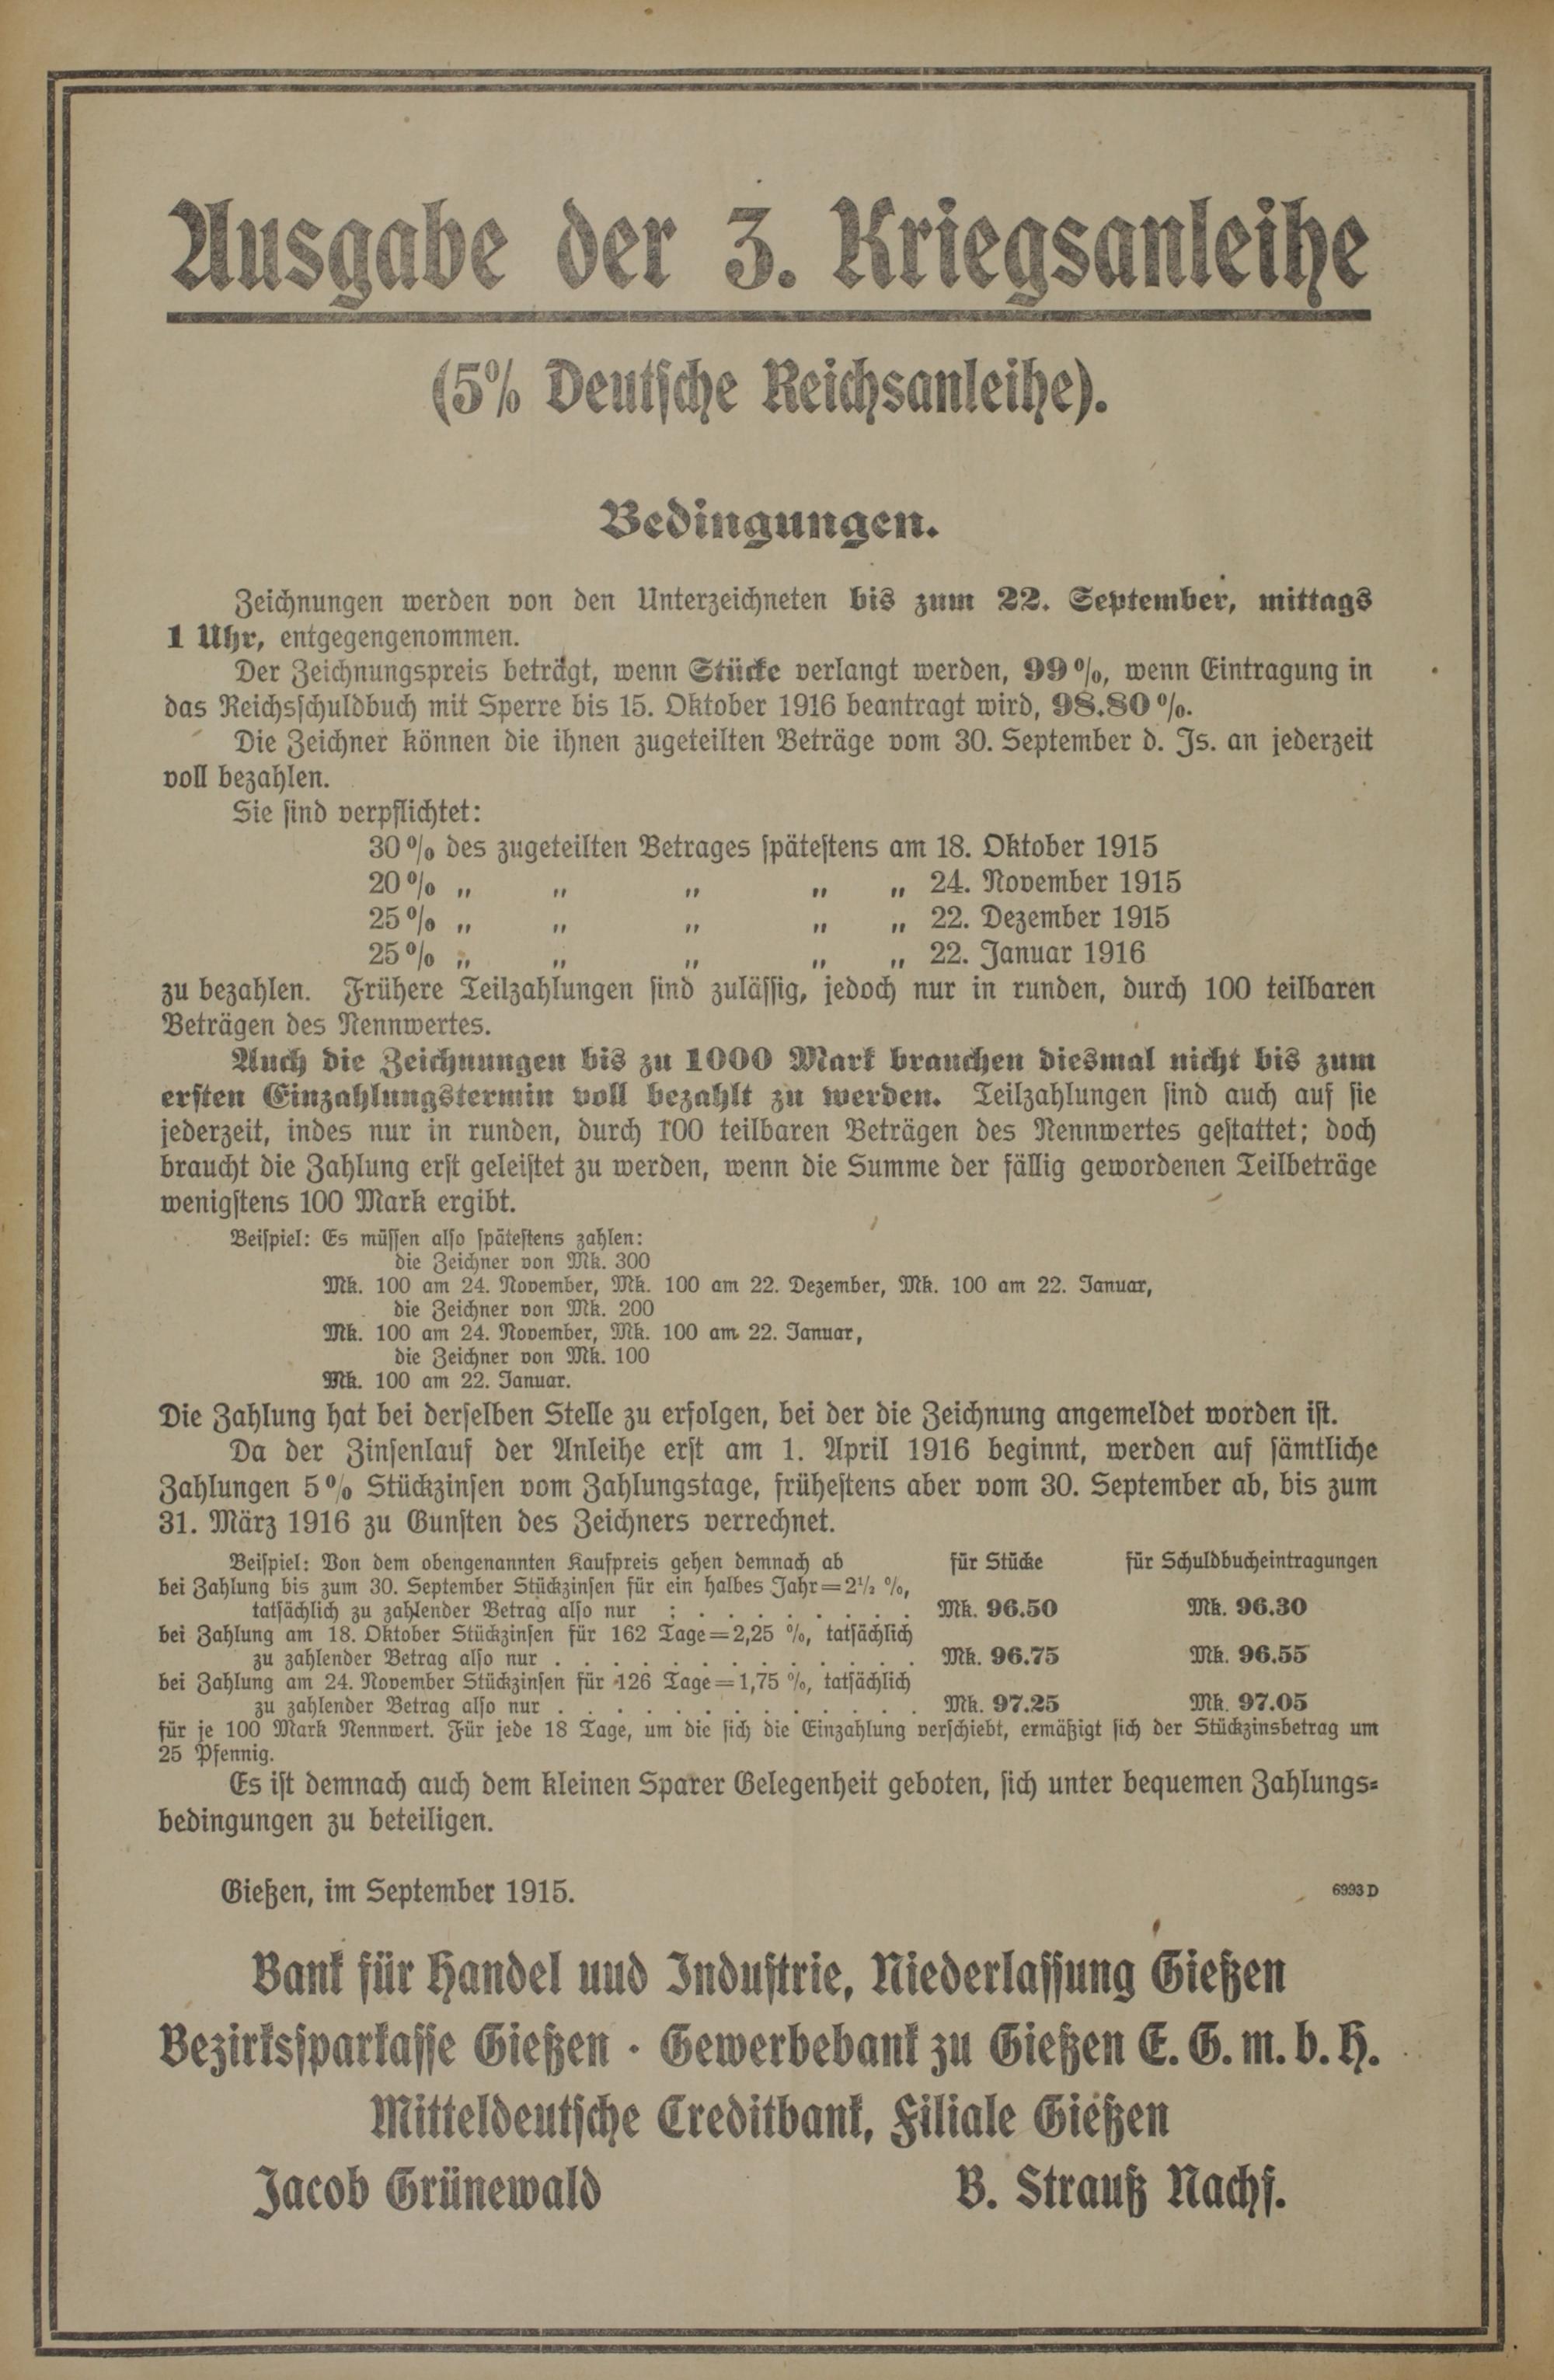 Ausgabe der 3. Kriegsanleihe
(5% Deutsche Reichsanleihe).
Bedingungen.
Zeichnungen werden von den Unterzeichneten bis zum 22. September, mittags
1 Uhr, entgegengenommen.
Der Zeichnungspreis beträgt, wenn Stücke verlangt werden, 99%, wenn Eintragung in
das Reichsschuldbuch mit Sperre bis 15. Oktober 1916 beantragt wird, 98.80%.
Die Zeichner können die ihnen zugeteilten Beträge vom 30. September d. Js. an jederzeit
voll bezahlen.
Sie sind verpflichtet:
30% des zugeteilten Betrages spätestens am 18. Oktober 1915
20% „ „ „ „ „ 24. November 1915
25% „ „ „ „ „ 22. Dezember 1915
25% „ „ „ „ „ 22. Januar 1916
zu bezahlen. Frühere Teilzahlungen sind zulässig, jedoch nur in runden, durch 100 teilbaren
Beträgen des Nennwertes.
Auch die Zeichnungen bis zu 1000 Mark brauchen diesmal nicht bis zum
ersten Einzahlungstermin voll bezahlt zu werden. Teilzahlungen sind auch auf sie
jederzeit, indes nur in runden, durch 100 teilbaren Beträgen des Nennwertes gestattet; doch
braucht die Zahlung erst geleistet zu werden, wenn die Summe der fällig gewordenen Teilbeträge
wenigstens 100 Mark ergibt.
Beispiel: Es müssen also spätestens zahlen:
die Zeichner von Mk. 300
Mk. 100 am 24. November, Mk. 100 am 22. Dezember, Mk. 100 am 22. Januar,
die Zeichner von Mk. 200
Mk. 100 am 24. November, Mk. 100 am 22. Januar,
die Zeichner von Mk. 100
Mk. 100 am 22. Januar.
Die Zahlung hat bei derselben Stelle zu erfolgen, bei der die Zeichnung angemeldet worden ist.
Da der Zinsenlauf der Anleihe erst am 1. April 1916 beginnt, werden auf sämtliche
Zahlungen 5% Stückzinsen vom Zahlungstage, frühestens aber vom 30. September ab, bis zum
31. März 1916 zu Gunsten des Zeichners verrechnet.
Beispiel: Von dem obengenannten Kaufpreis gehen demnach ab für Stücke für Schuldbucheintragungen
bei Zahlung bis zum 30. September Stückzinsen für ein halbes Jahr=2½ %,
tatsächlich zu zahlender Betrag also nur : . . . . . . . . Mk. 96.50 Mk. 96.30
bei Zahlung am 18. Oktober Stückzinsen für 162 Tage=2,25 %, tatsächlich
zu zahlender Betrag also nur . . . . . . . . . . . . . Mk. 96.75 Mk. 96.55
bei Zahlung am 24. November Stückzinsen für 126 Tage=1,75 %, tatsächlich
zu zahlender Betrag also nur . . . . . . . . . . . . . Mk. 97.25 Mk. 97.05
für je 100 Mark Nennwert. Für jede 18 Tage, um die sich die Einzahlung verschiebt, ermäßigt sich der Stückzinsbetrag um
25 Pfennig.
Es ist demnach auch dem kleinen Sparer Gelegenheit geboten, sich unter bequemen Zahlungs-
bedingungen zu beteiligen.
Gießen, im September 1915. 6993 D
Bank für Handel uud Industrie, Niederlassung Gießen
Bezirkssparkasse Gießen · Gewerbebank zu Gießen E. G. m. b. H.
Mitteldeutsche Creditbank, Filiale Gießen
Jacob Grünewald B. Strauß Nachf.